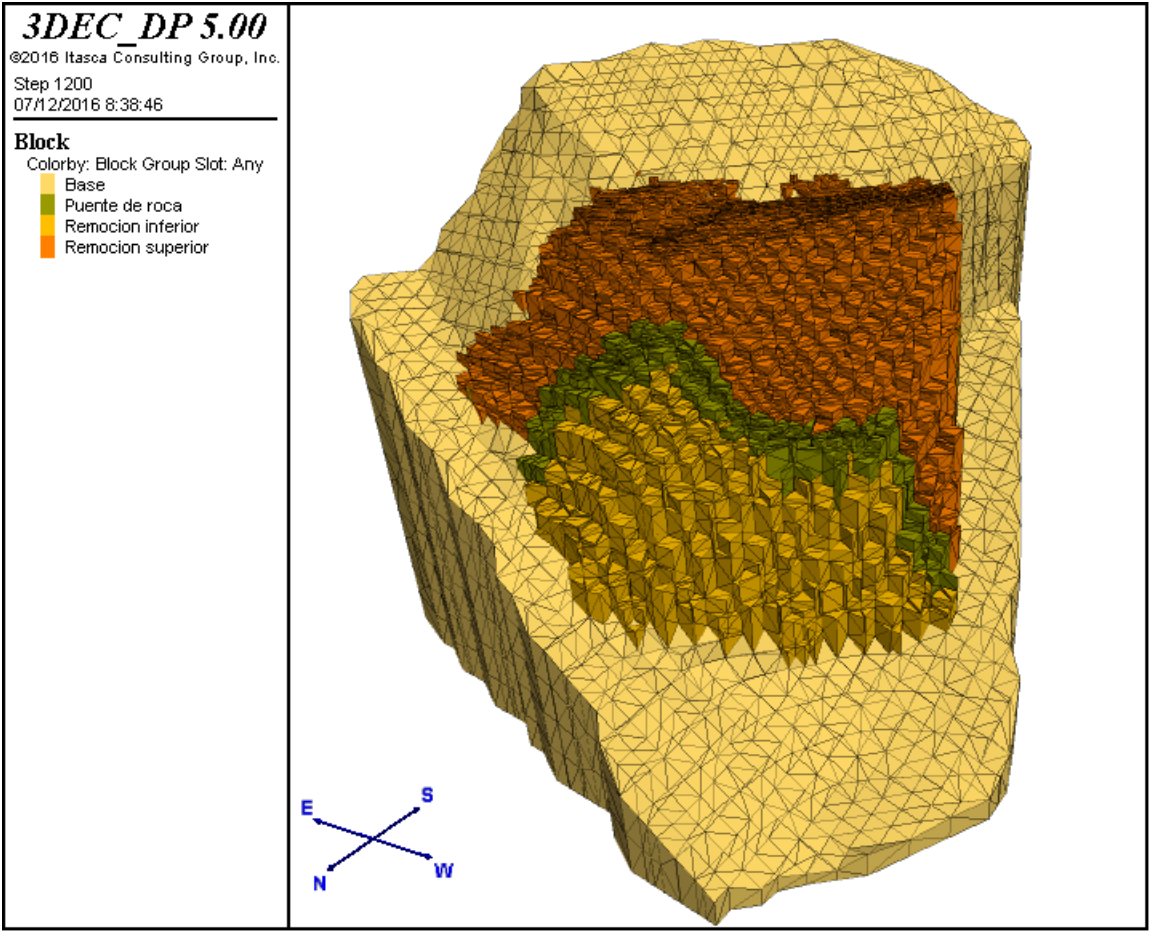 3DEC_DP 5.00
©2016 Itasca Consulting Group, Inc.
Step 1200
07/12/2016 8:38:46
Block
Colorby: Block Group Slot: Any
Base
Puente de roca
Remocion inferior
Remocion superior
E
S
N
W